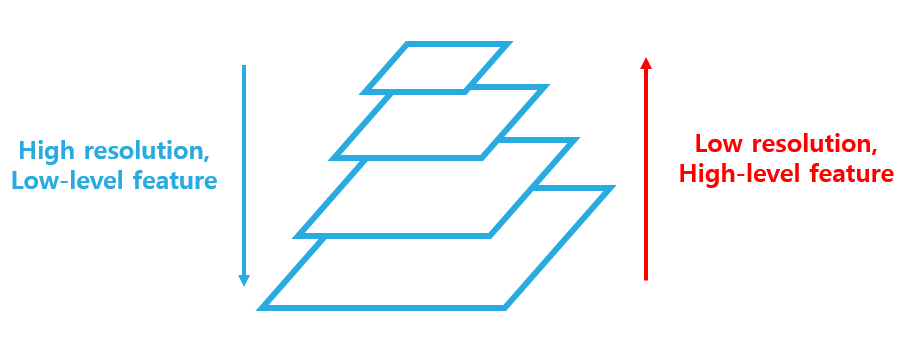 High resolution,
Low-level feature
Low resolution,
High-level feature